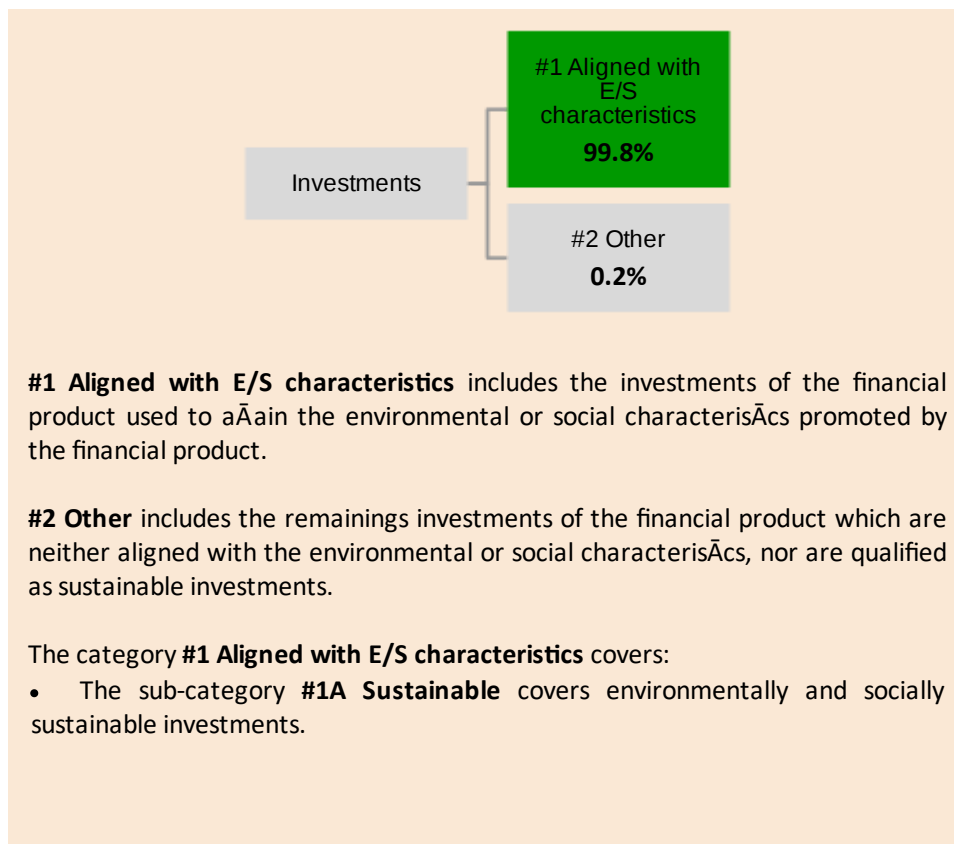 #1 Aligned with
E/S
characteristics
99.8%
Investments
#2 Other
0.2%
#1 Aligned with E/S characteristics includes the investments of the financial
product used to aĀain the environmental or social characterisĀcs promoted by
the financial product.
#2 Other includes the remainings investments of the financial product which are
neither aligned with the environmental or social characterisĀcs, nor are qualified
as sustainable investments.
The category #1 Aligned with E/S characteristics covers:
• The sub-category #1A Sustainable covers environmentally and socially
sustainable investments.